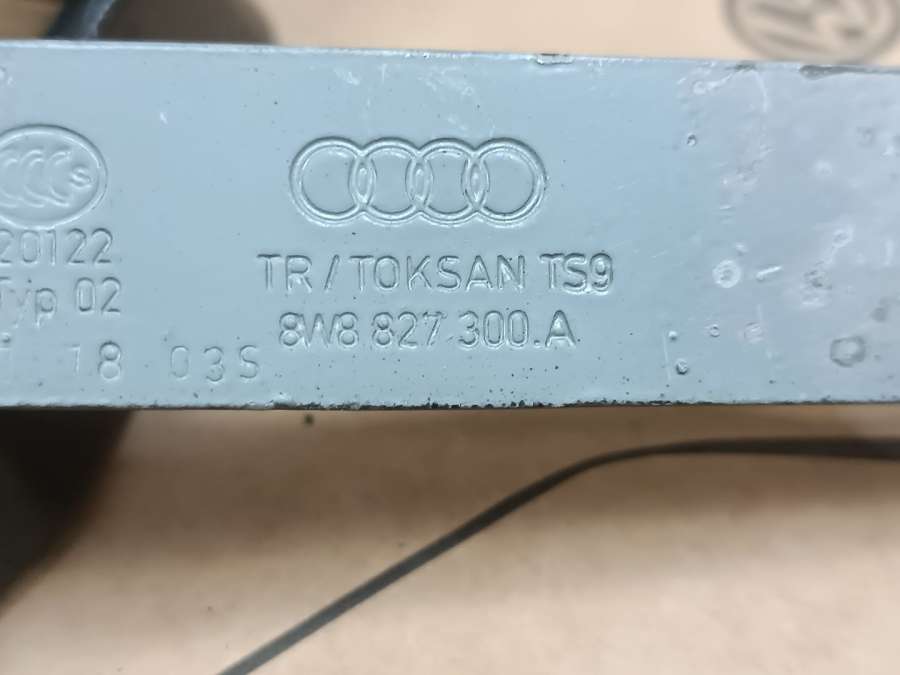 20122
Typ 02
18 03S
TR/TOKSAN TS9
8W8 827 300.A